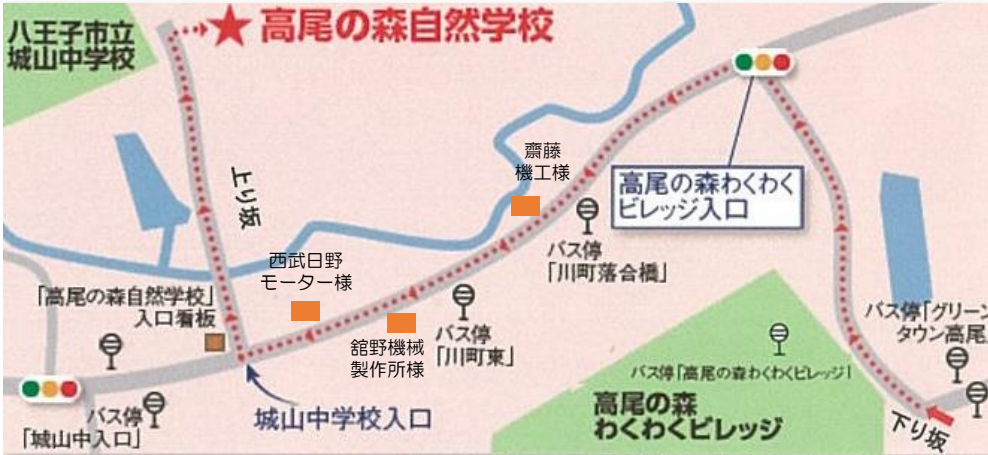 八王子市立
城山中学校
★高尾の森自然学校
上り坂
齋藤
機工様
高尾の森わくわく
ビレッジ入口
バス停
「川町落合橋」
西武日野
モーター様
「高尾の森自然学校」
入口看板
舘野機械
製作所様
バス停
「川町東」
バス停「グリーン
タウン高尾
バス停「高尾の森わくわくビレッジ」
高尾の森
わくわくビレッジ
下り坂
城山中学校入口
バス停
「城山中入口」